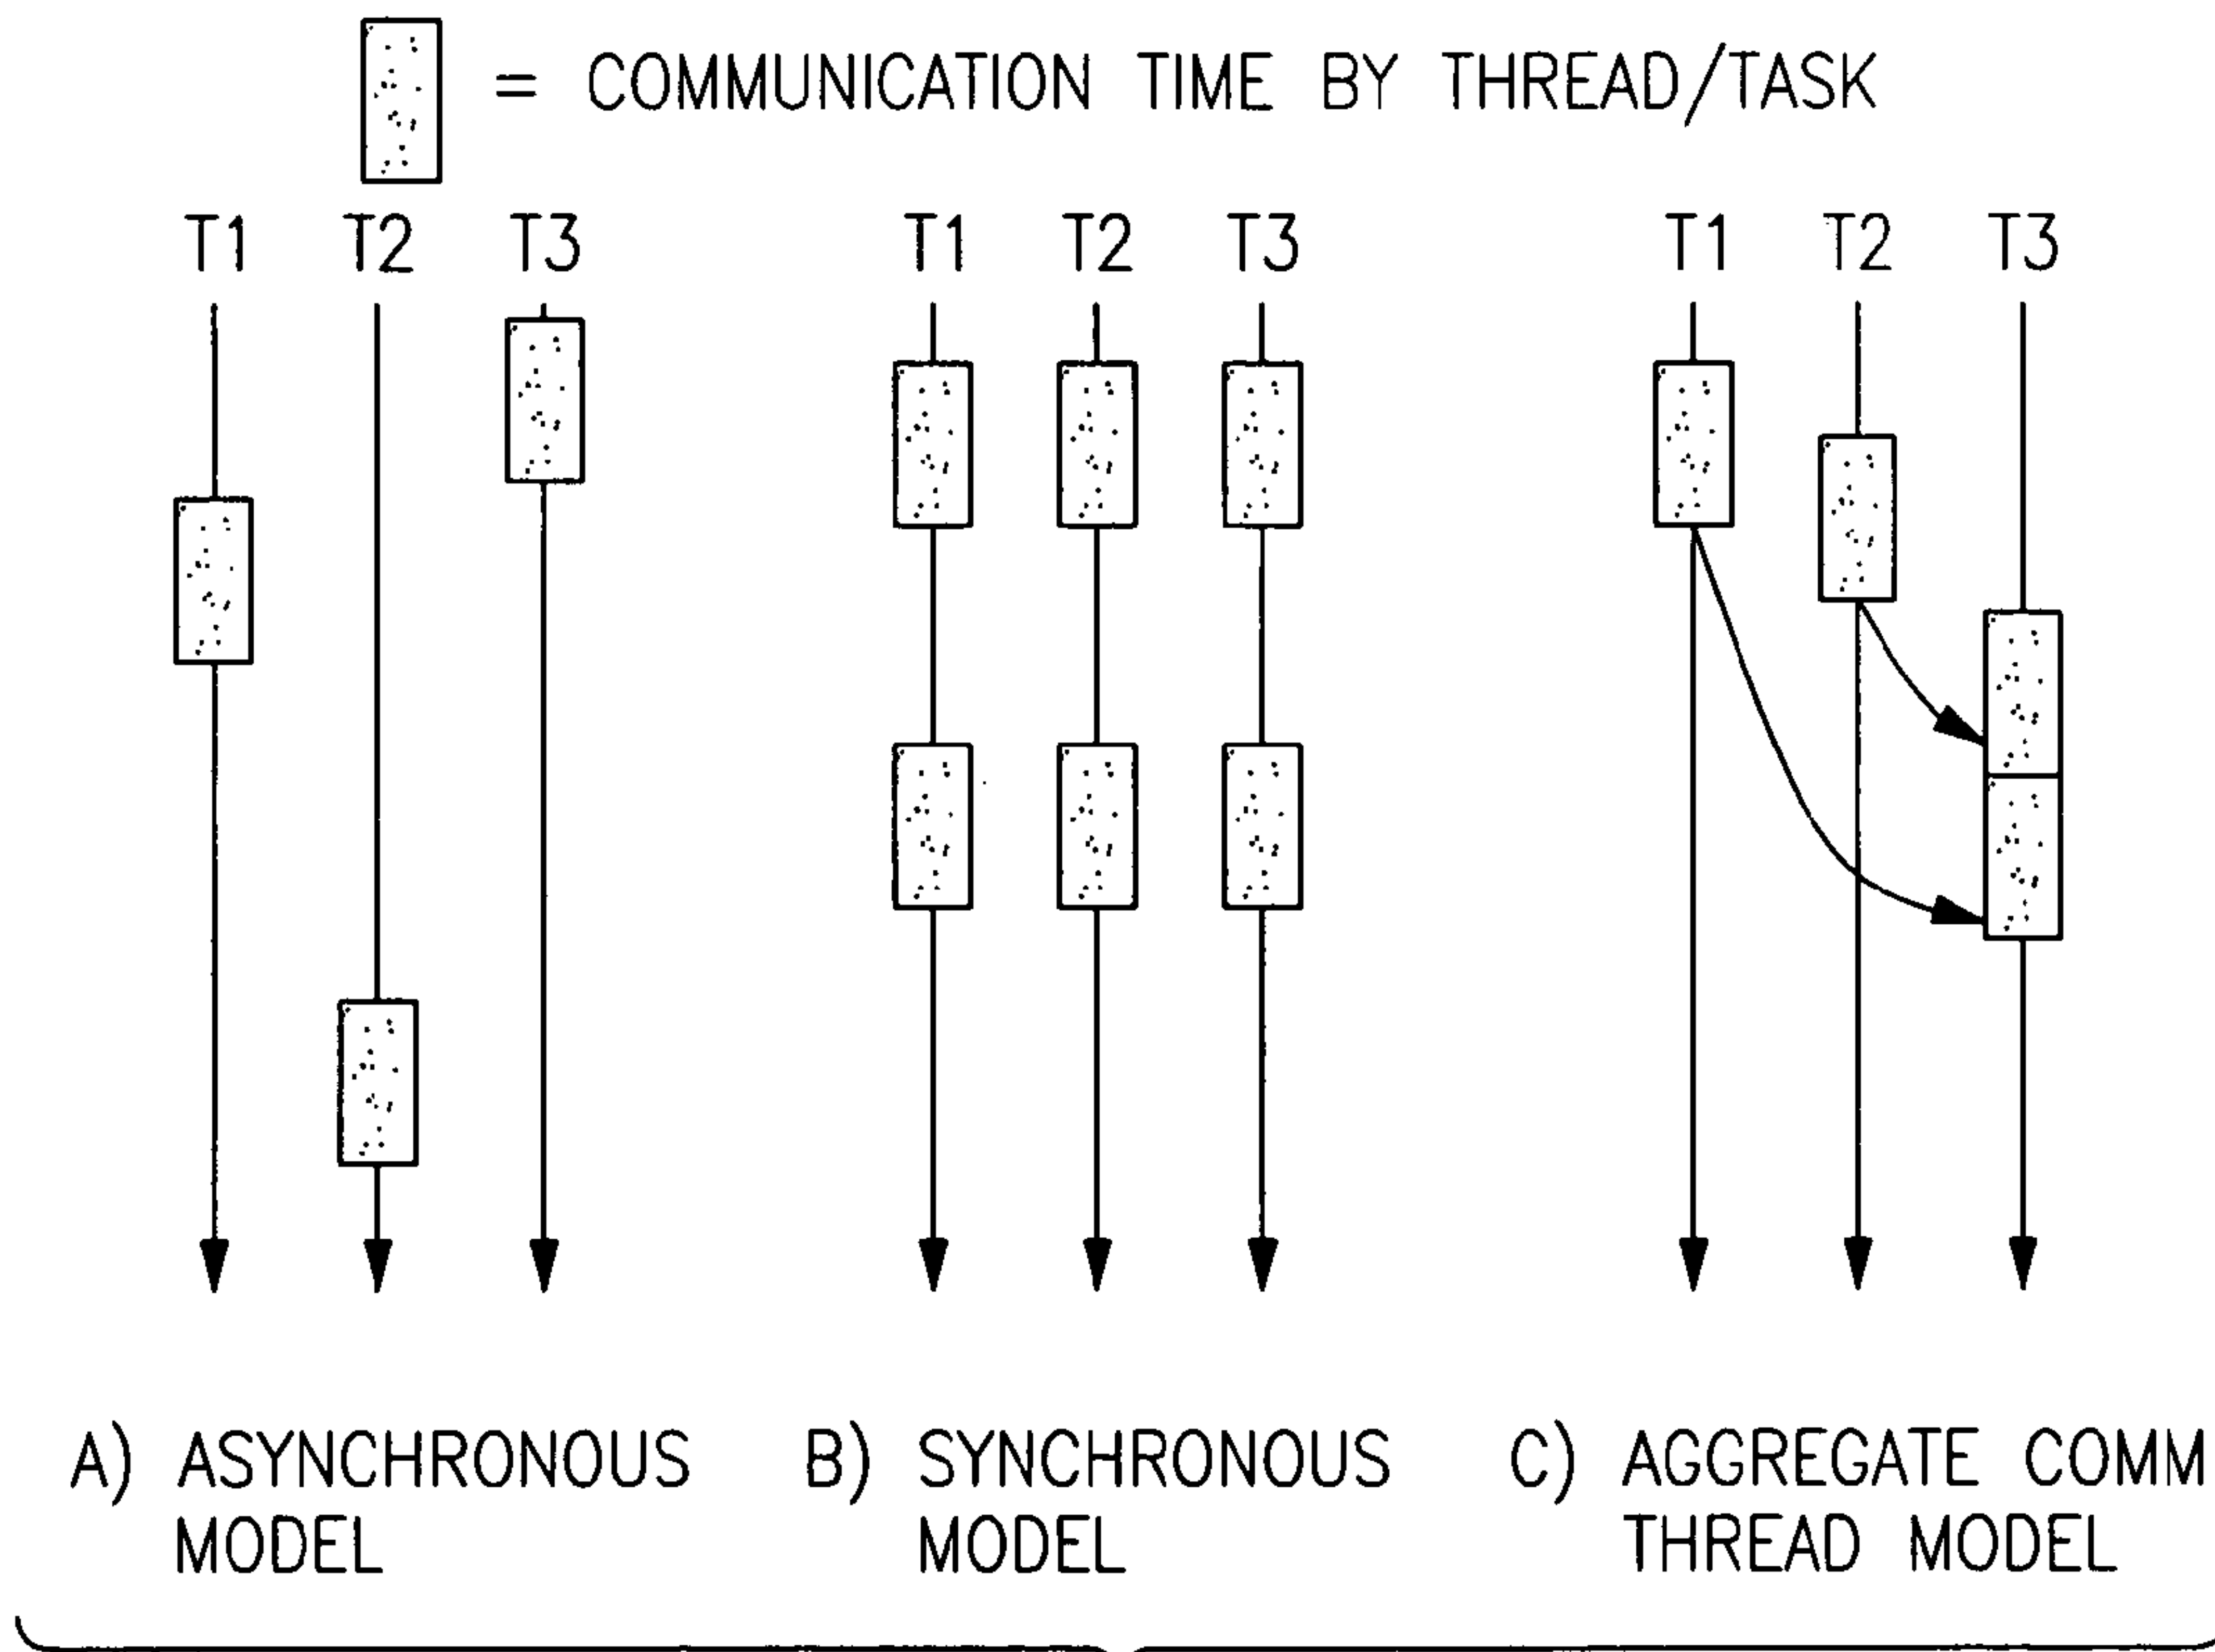 = COMMUNICATION TIME BY THREAD/TASK
T1 T2 T3 T1 T2 T3 T1 T2 T3
A) ASYNCHRONOUS MODEL
B) SYNCHRONOUS MODEL
C) AGGREGATE COMM THREAD MODEL